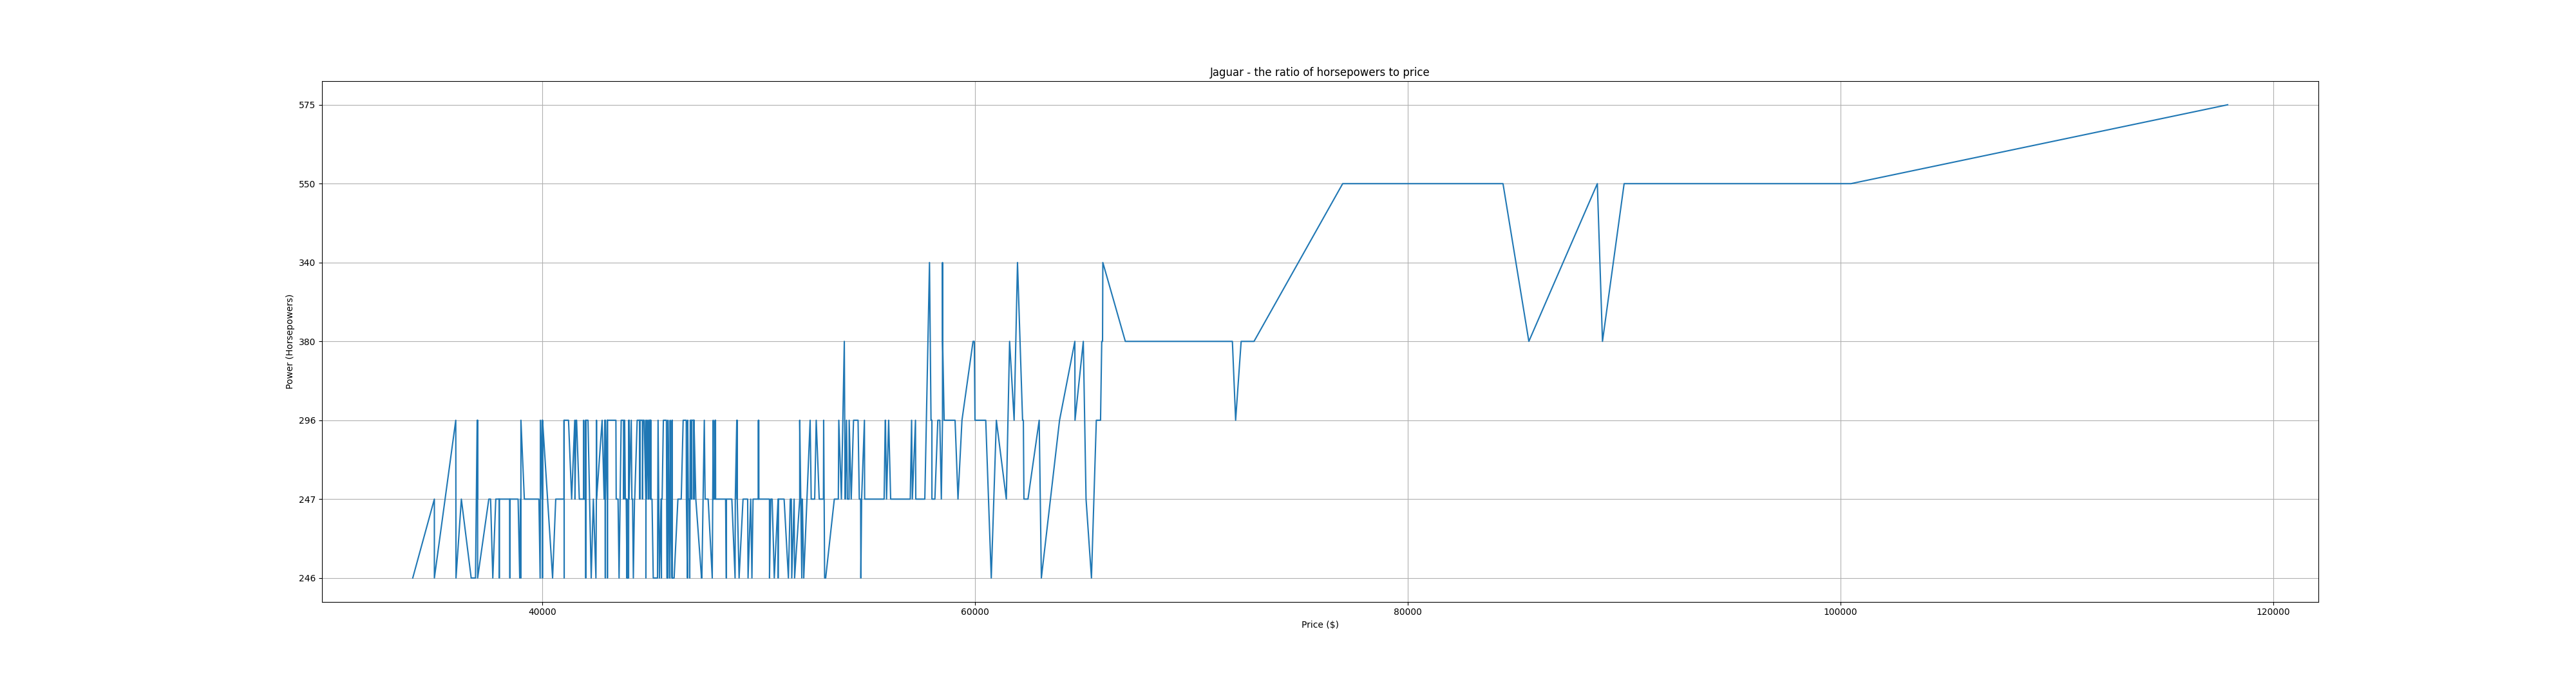 Jaguar - the ratio of horsepowers to price
575
550
340
380
296
247
246
Power (Horsepowers)
40000 60000 80000 100000 120000
Price ($)